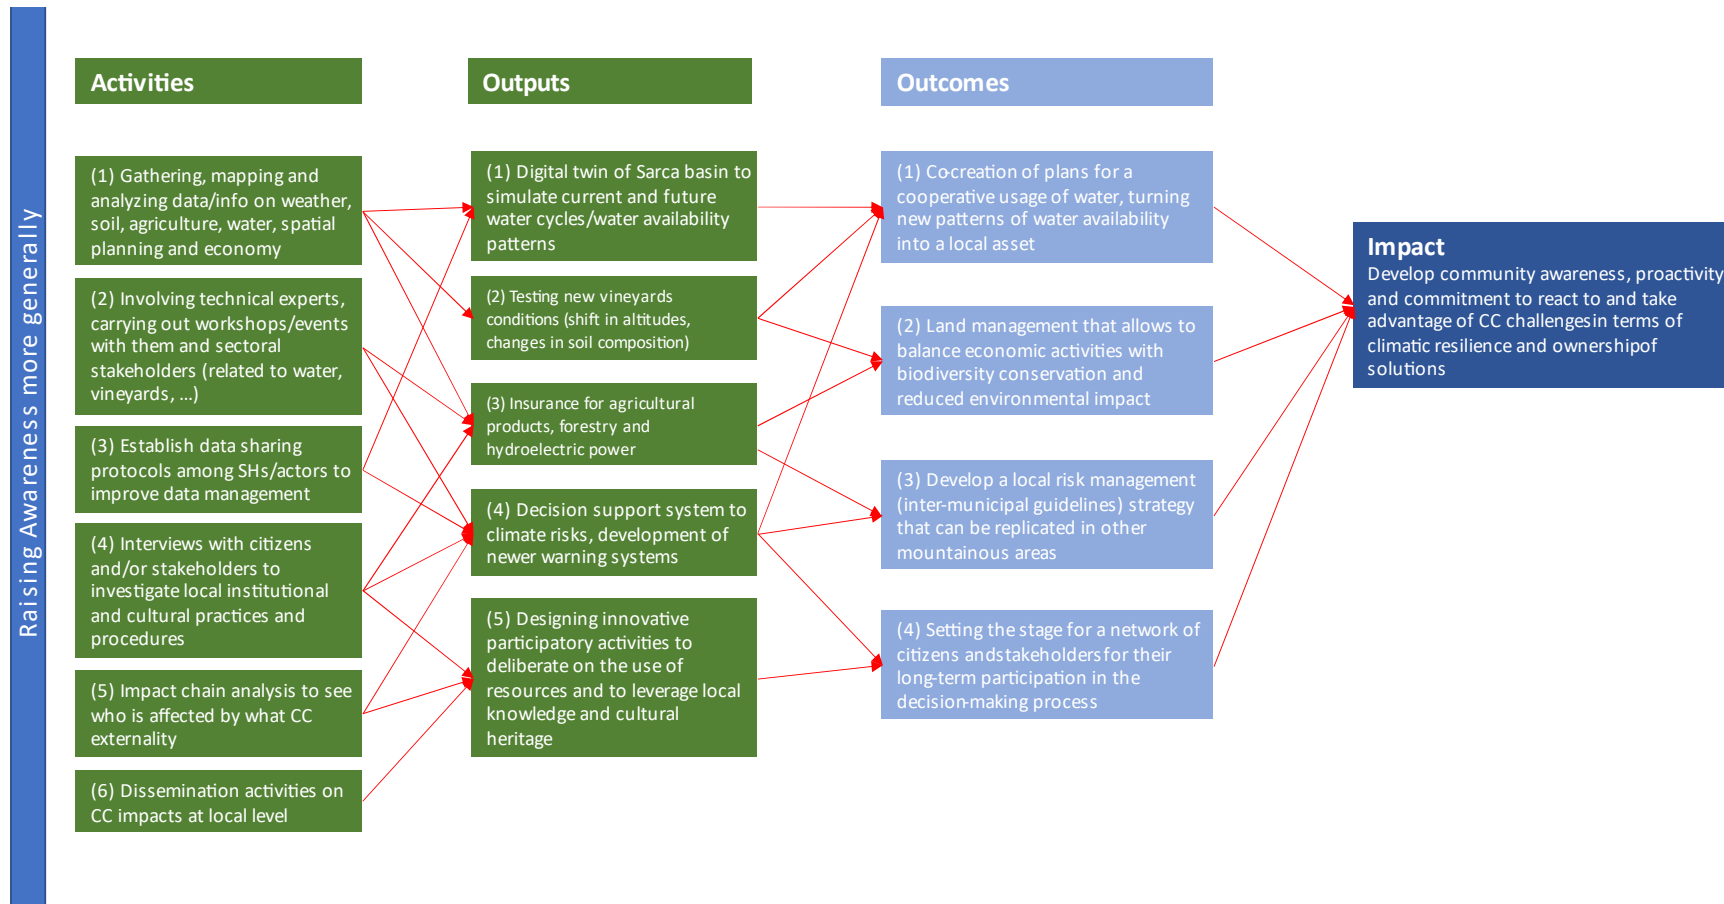 Raising Awareness more generally
Activities
(1) Gathering, mapping and
analyzing data/info on weather,
soil, agriculture, water, spatial
planning and economy
(2) Involving technical experts,
carrying out workshops/events
with them and sectoral
stakeholders (related to water,
vineyards, …)
(3) Establish data sharing
protocols among SHs/actors to
improve data management
(4) Interviews with citizens
and/or stakeholders to
investigate local institutional
and cultural practices and
procedures
(5) Impact chain analysis to see
who is affected by what CC
externality
(6) Dissemination activities on
CC impacts at local level
Outputs
(1) Digital twin of Sarca basin to
simulate current and future
water cycles/water availability
patterns
(2) Testing new vineyards
conditions (shift in altitudes,
changes in soil composition)
(3) Insurance for agricultural
products, forestry and
hydroelectric power
(4) Decision support system to
climate risks, development of
newer warning systems
(5) Designing innovative
participatory activities to
deliberate on the use of
resources and to leverage local
knowledge and cultural
heritage
Outcomes
(1) Co-creation of plans for a
cooperative usage of water, turning
new patterns of water availability
into a local asset
(2) Land management that allows to
balance economic activities with
biodiversity conservation and
reduced environmental impact
(3) Develop a local risk management
(inter-municipal guidelines) strategy
that can be replicated in other
mountainous areas
(4) Setting the stage for a network of
citizens andstakeholdersfor their
long-term participation in the
decision-making process
Impact
Develop community awareness, proactivity
and commitment to react to and take
advantage of CC challengesin terms of
climatic resilience and ownershipof
solutions